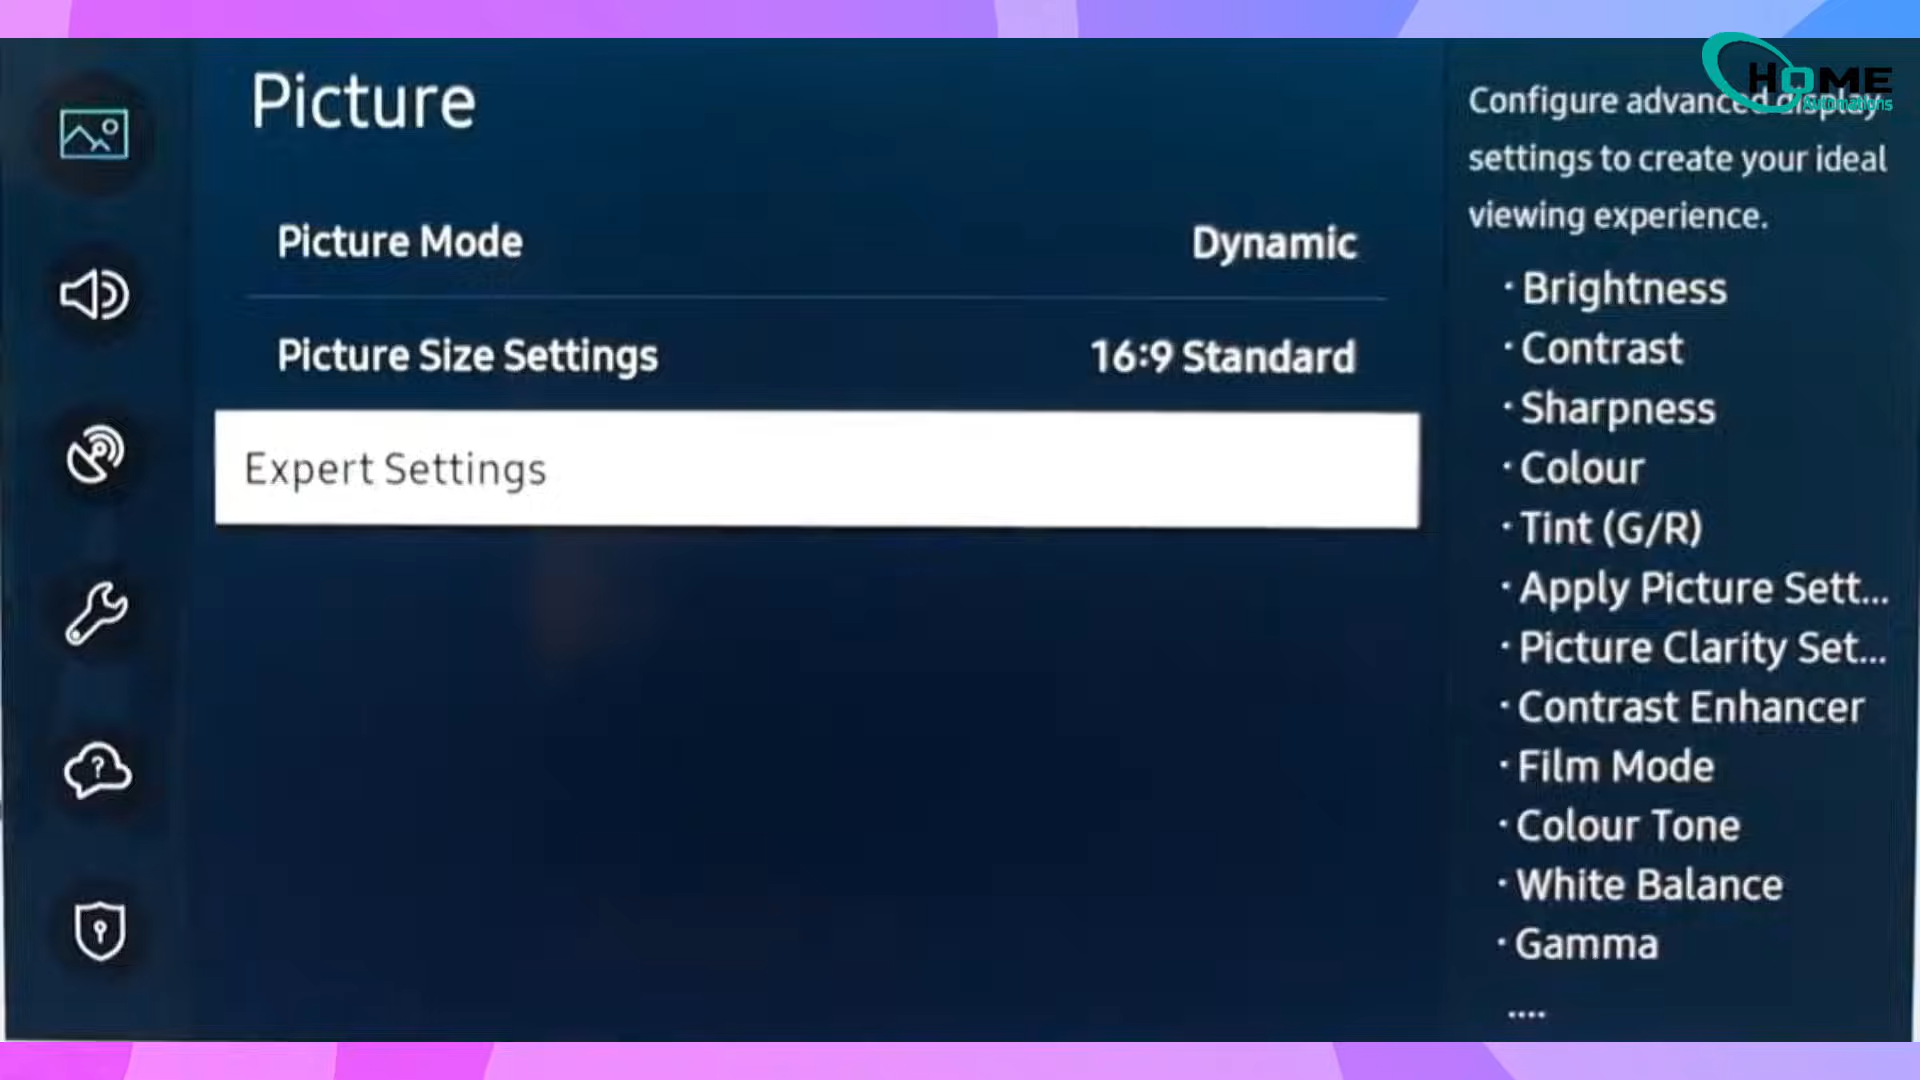 Picture
Picture Mode
Dynamic
Picture Size Settings
16:9 Standard
Expert Settings
HOME
Automations
Configure advanced display
settings to create your ideal
viewing experience.
· Brightness
· Contrast
· Sharpness
· Colour
· Tint (G/R)
· Apply Picture Sett...
· Picture Clarity Set...
· Contrast Enhancer
· Film Mode
· Colour Tone
· White Balance
· Gamma
....
?